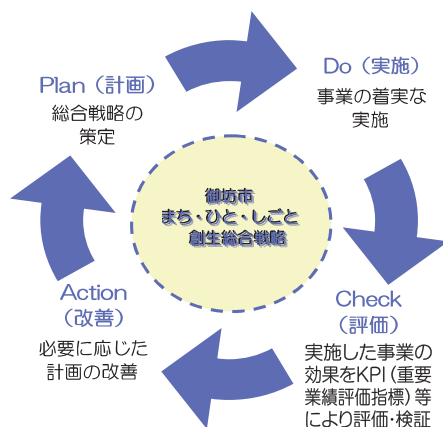 Plan（計画）
総合戦略の
策定
Do（実施）
事業の着実な
実施
御坊市
まち・ひと・しごと
創生総合戦略
Check
（評価）
実施した事業の
効果をKPI（重要
業績評価指標）等
により評価・検証
Action
（改善）
必要に応じた
計画の改善